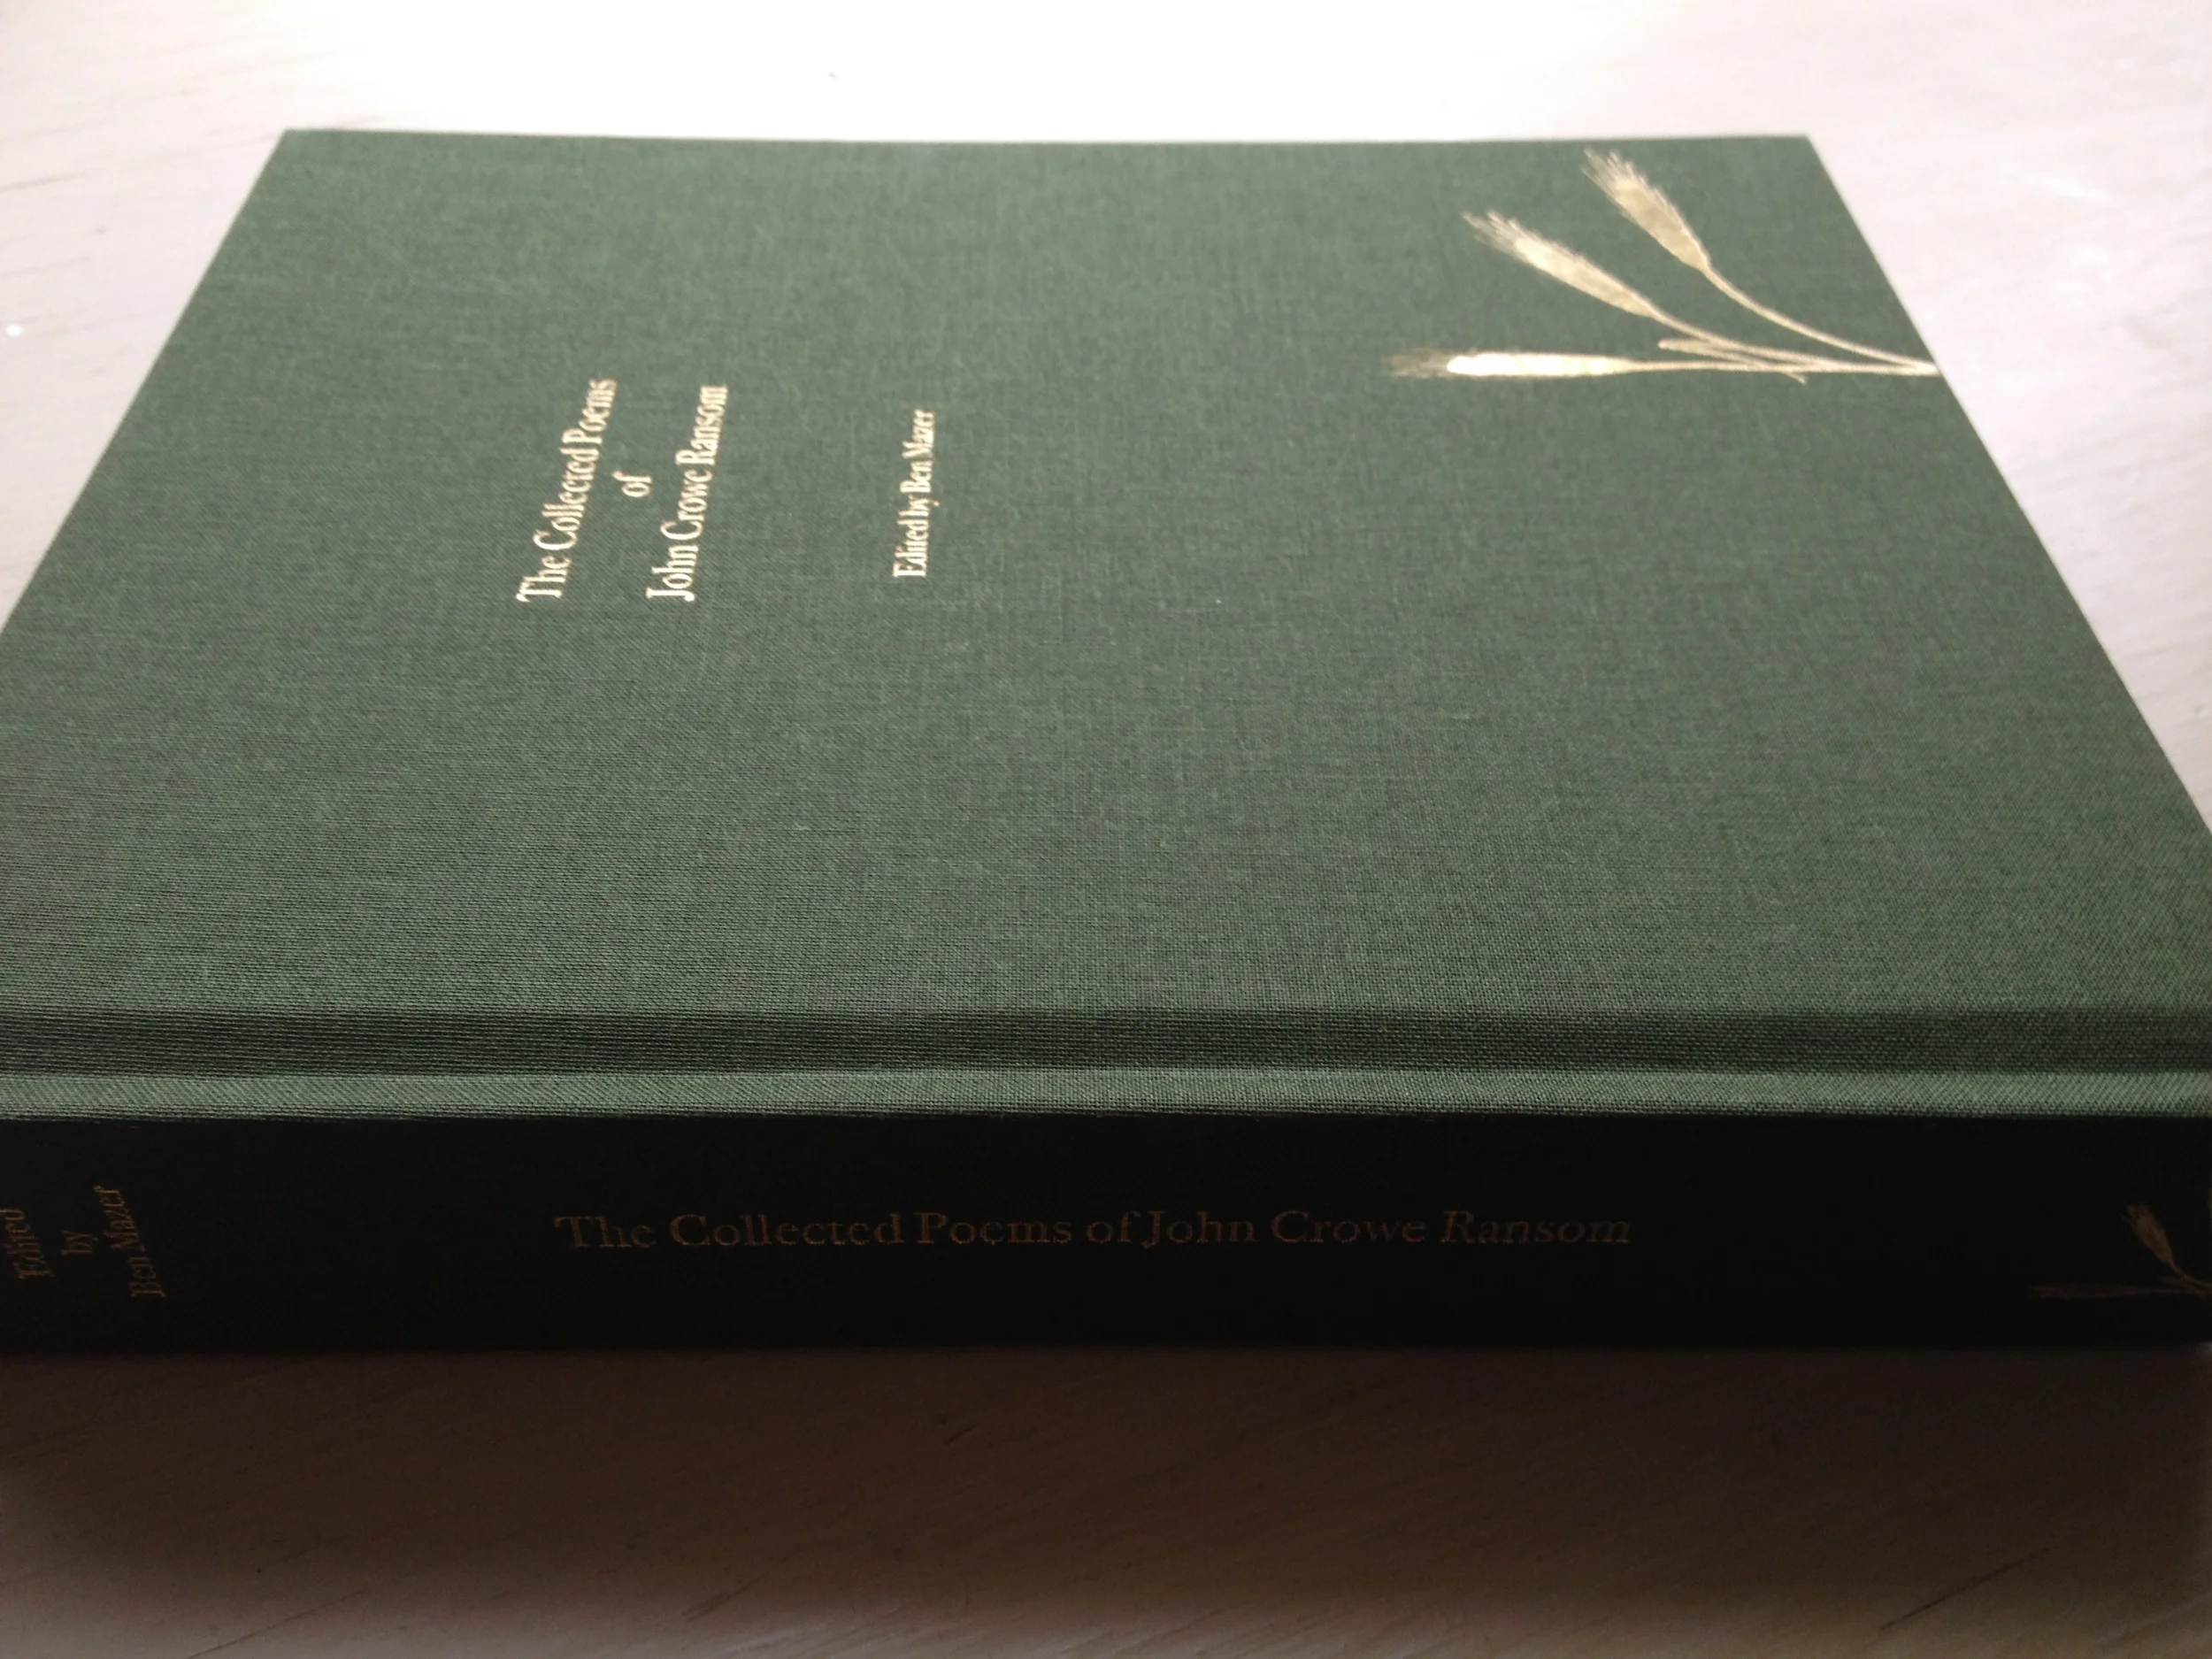 The Collected Poems
of
John Crowe Ransom
Edited by Ben Mazer
Edited
by
Ben Mazer
The Collected Poems of John Crowe Ransom